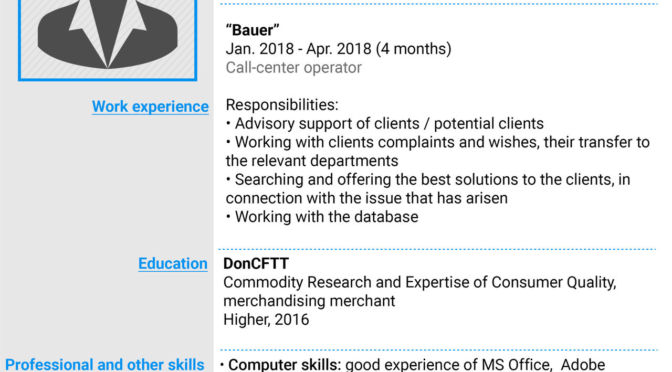 “Bauer”
Jan. 2018 - Apr. 2018 (4 months)
Call-center operator
Work experience
Responsibilities:
• Advisory support of clients / potential clients
• Working with clients complaints and wishes, their transfer to
the relevant departments
• Searching and offering the best solutions to the clients, in
connection with the issue that has arisen
• Working with the database
Education
DonCFTT
Commodity Research and Expertise of Consumer Quality,
merchandising merchant
Higher, 2016
Professional and other skills
• Computer skills: good experience of MS Office, Adobe